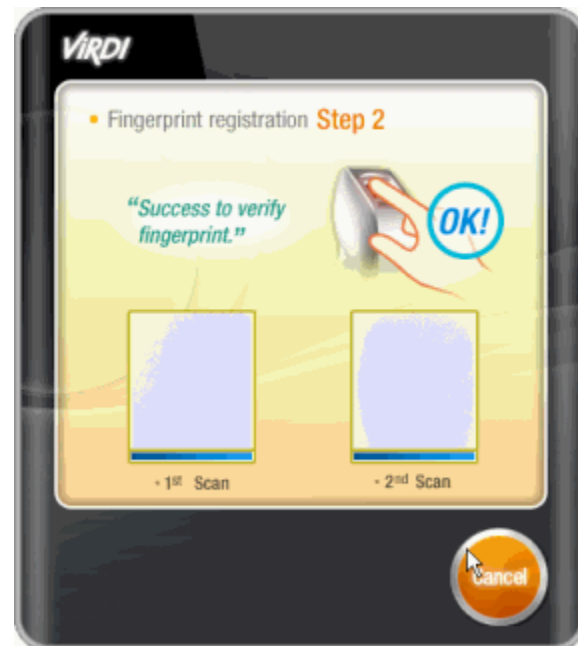 ViRDI
• Fingerprint registration Step 2
“Success to verify
fingerprint.”
OK!
• 1st Scan
• 2nd Scan
Cancel